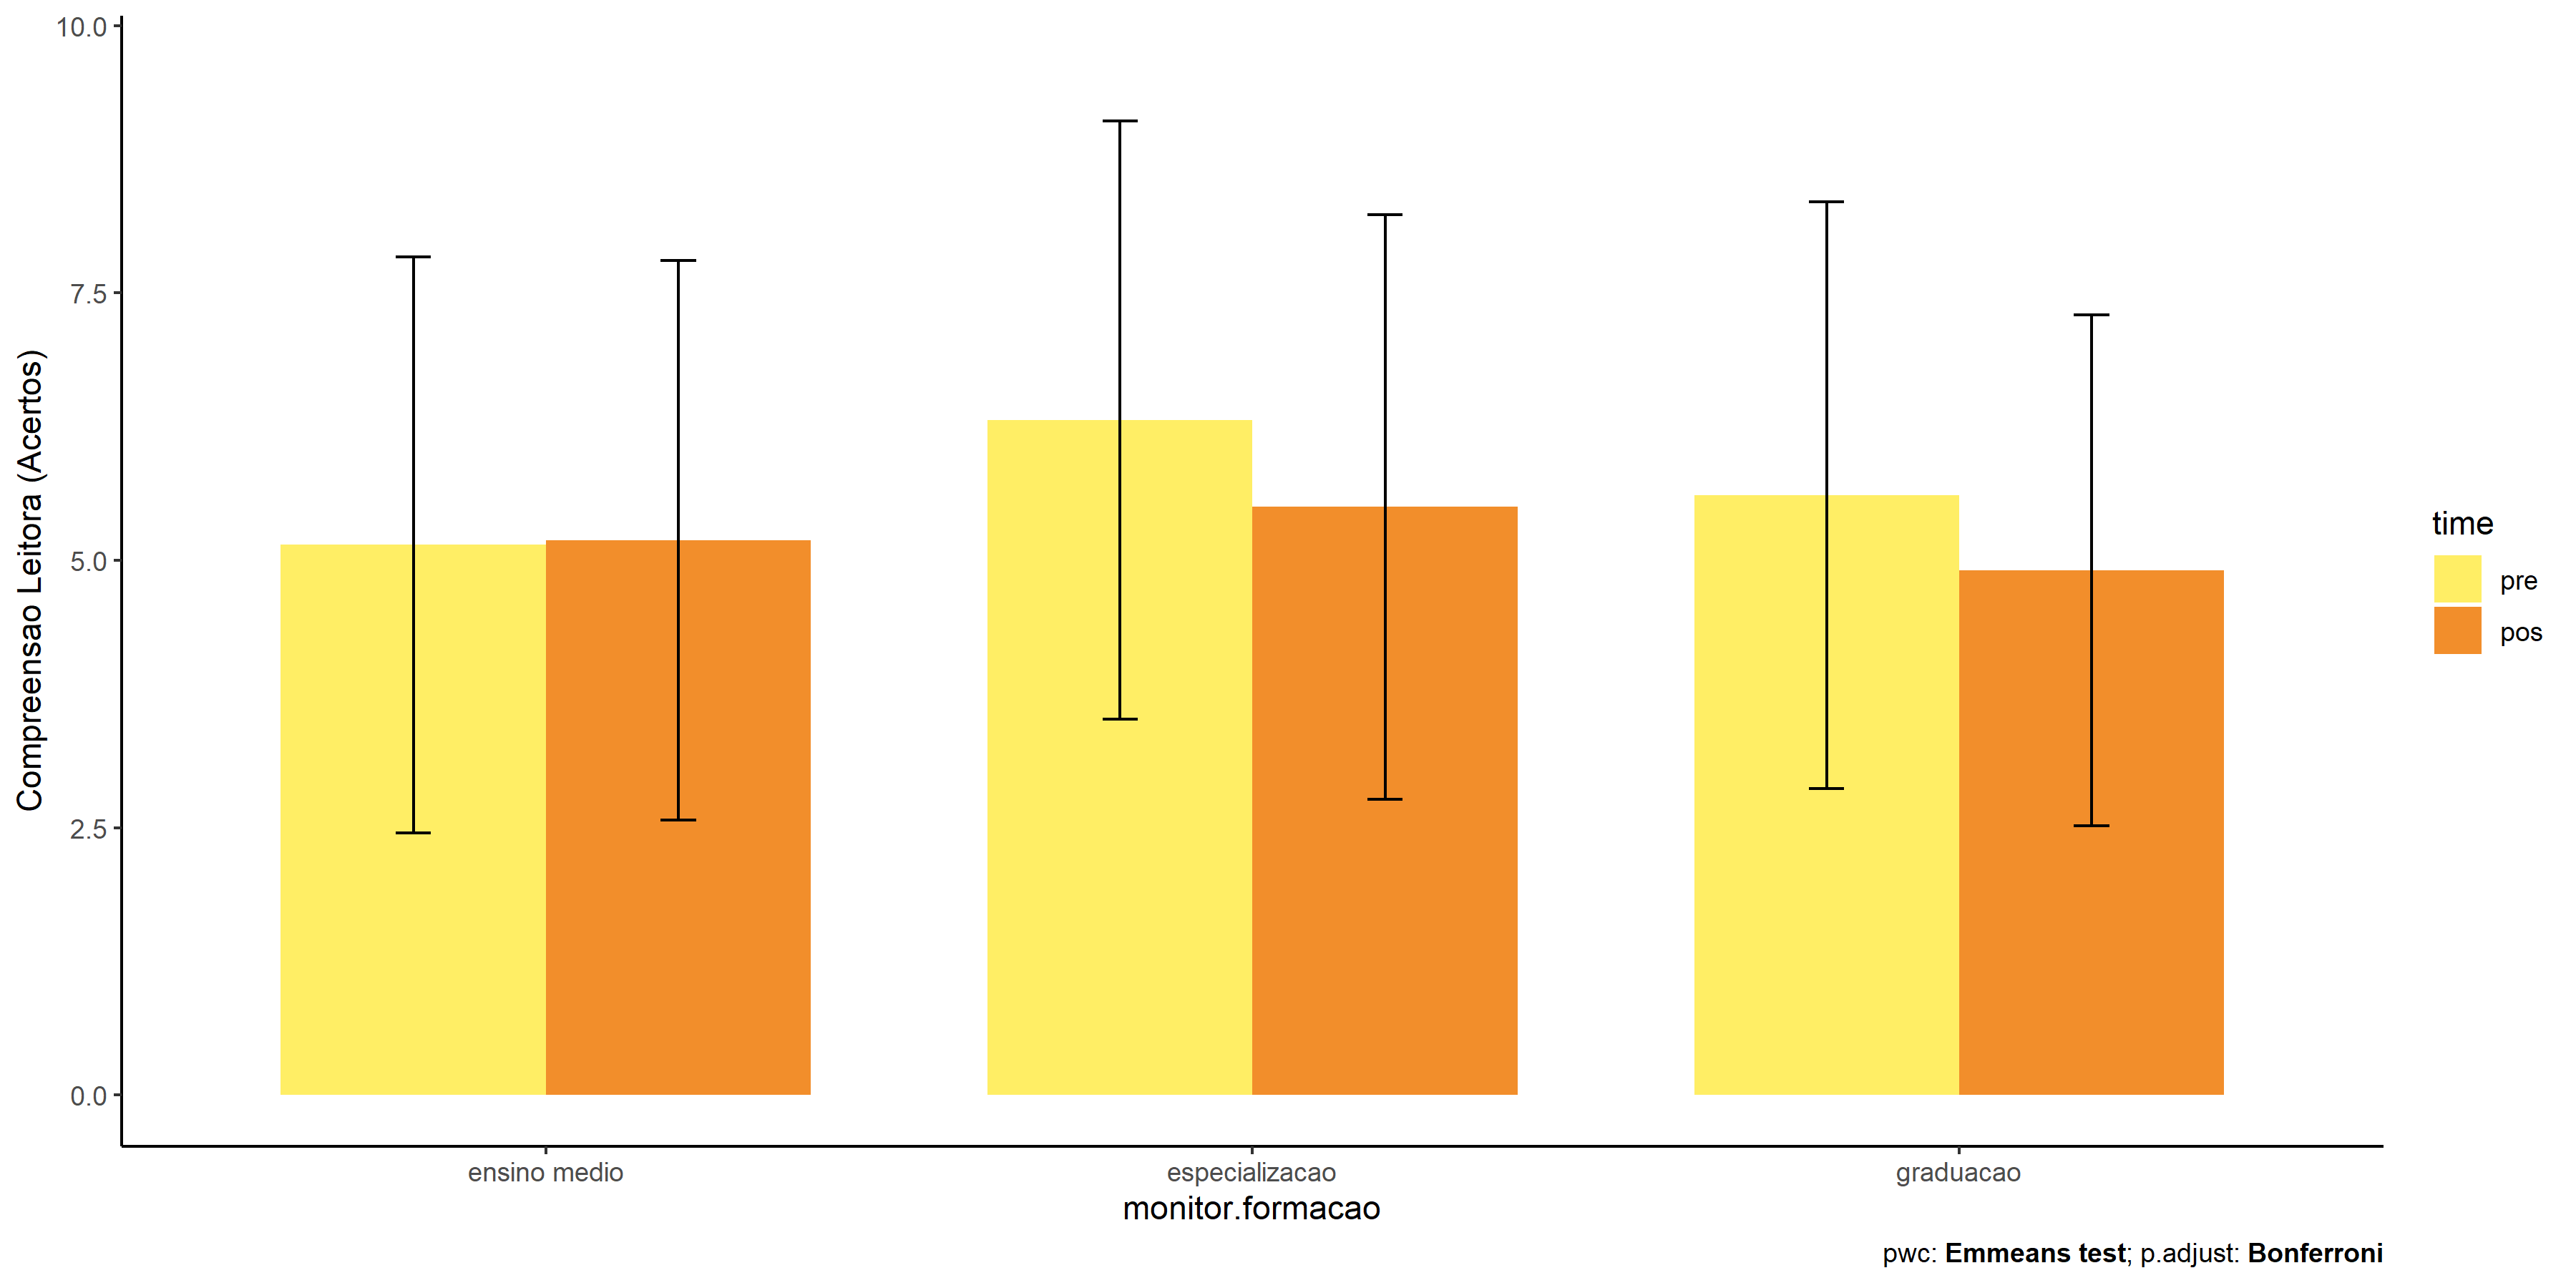 10.0
7.5
5.0
2.5
0.0
Compreensao Leitora (Acertos)
ensino medio
especializacao
graduacao
monitor.formacao
time
pre
pos
pwc: Emmeans test; p.adjust: Bonferroni